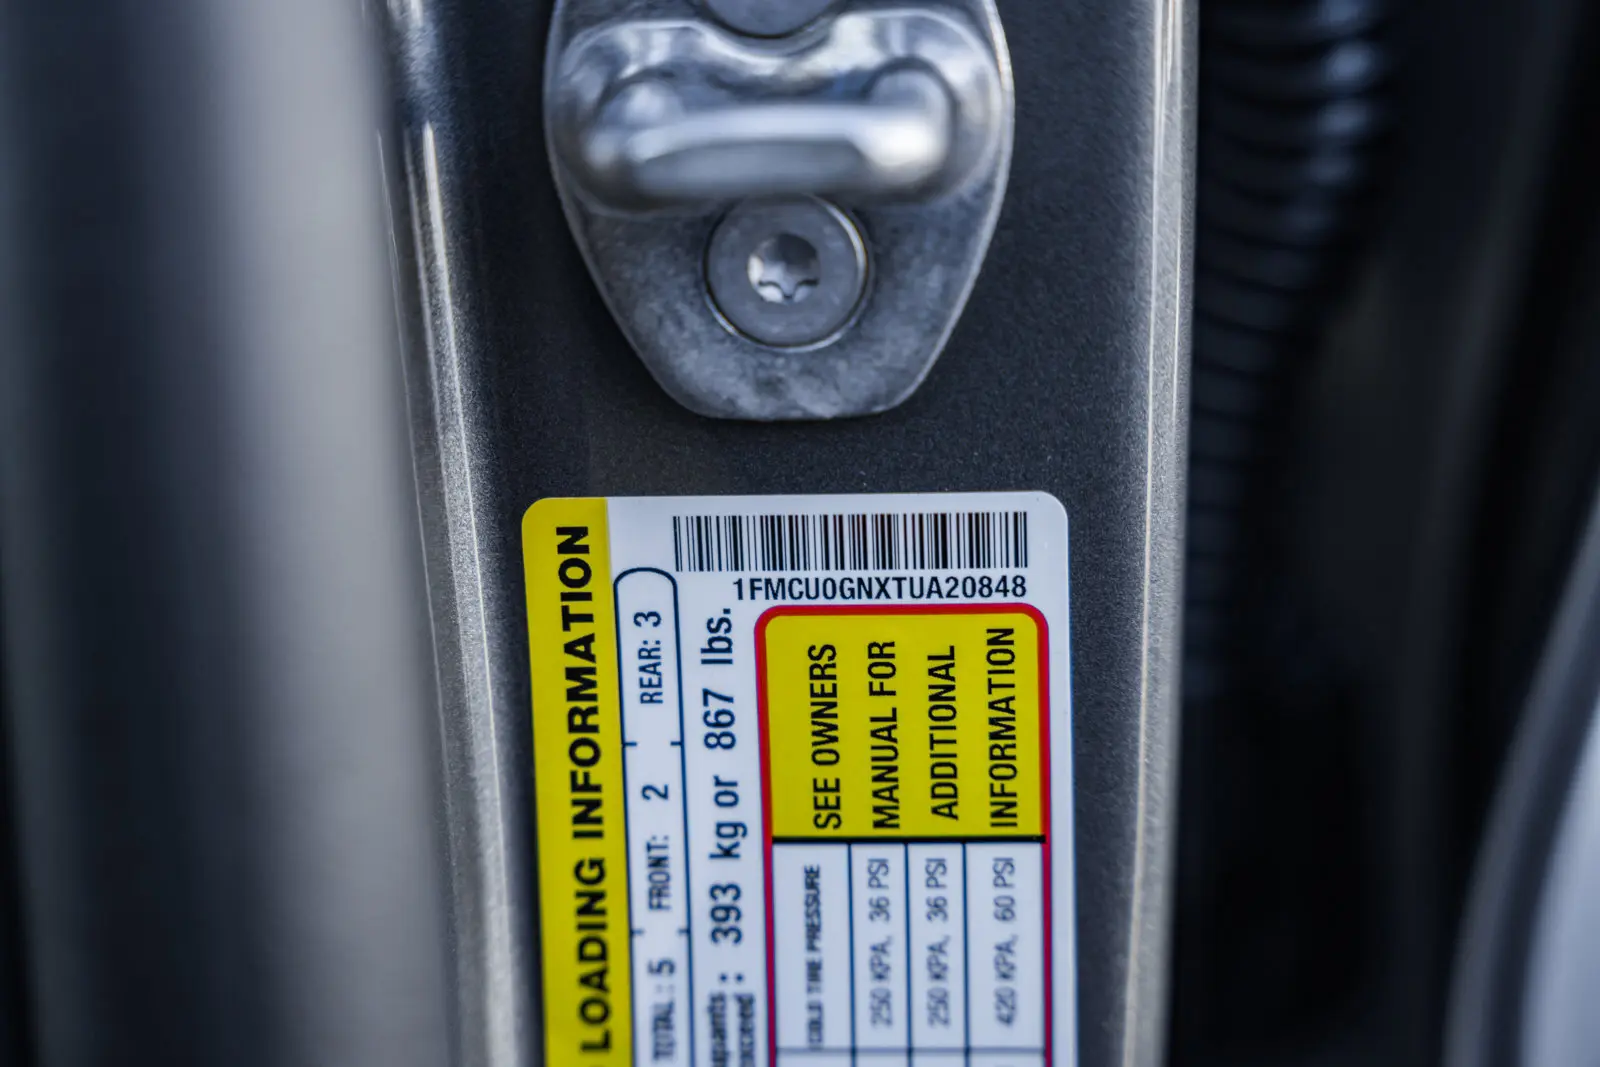 1FMCU0GNXTUA20848
LOADING INFORMATION
TOTAL: 5 FRONT: 2 REAR: 3
393 kg or 867 lbs.
SEE OWNERS
MANUAL FOR
ADDITIONAL
INFORMATION
COLD TIRE PRESSURE
250 KPA, 36 PSI
250 KPA, 36 PSI
420 KPA, 60 PSI